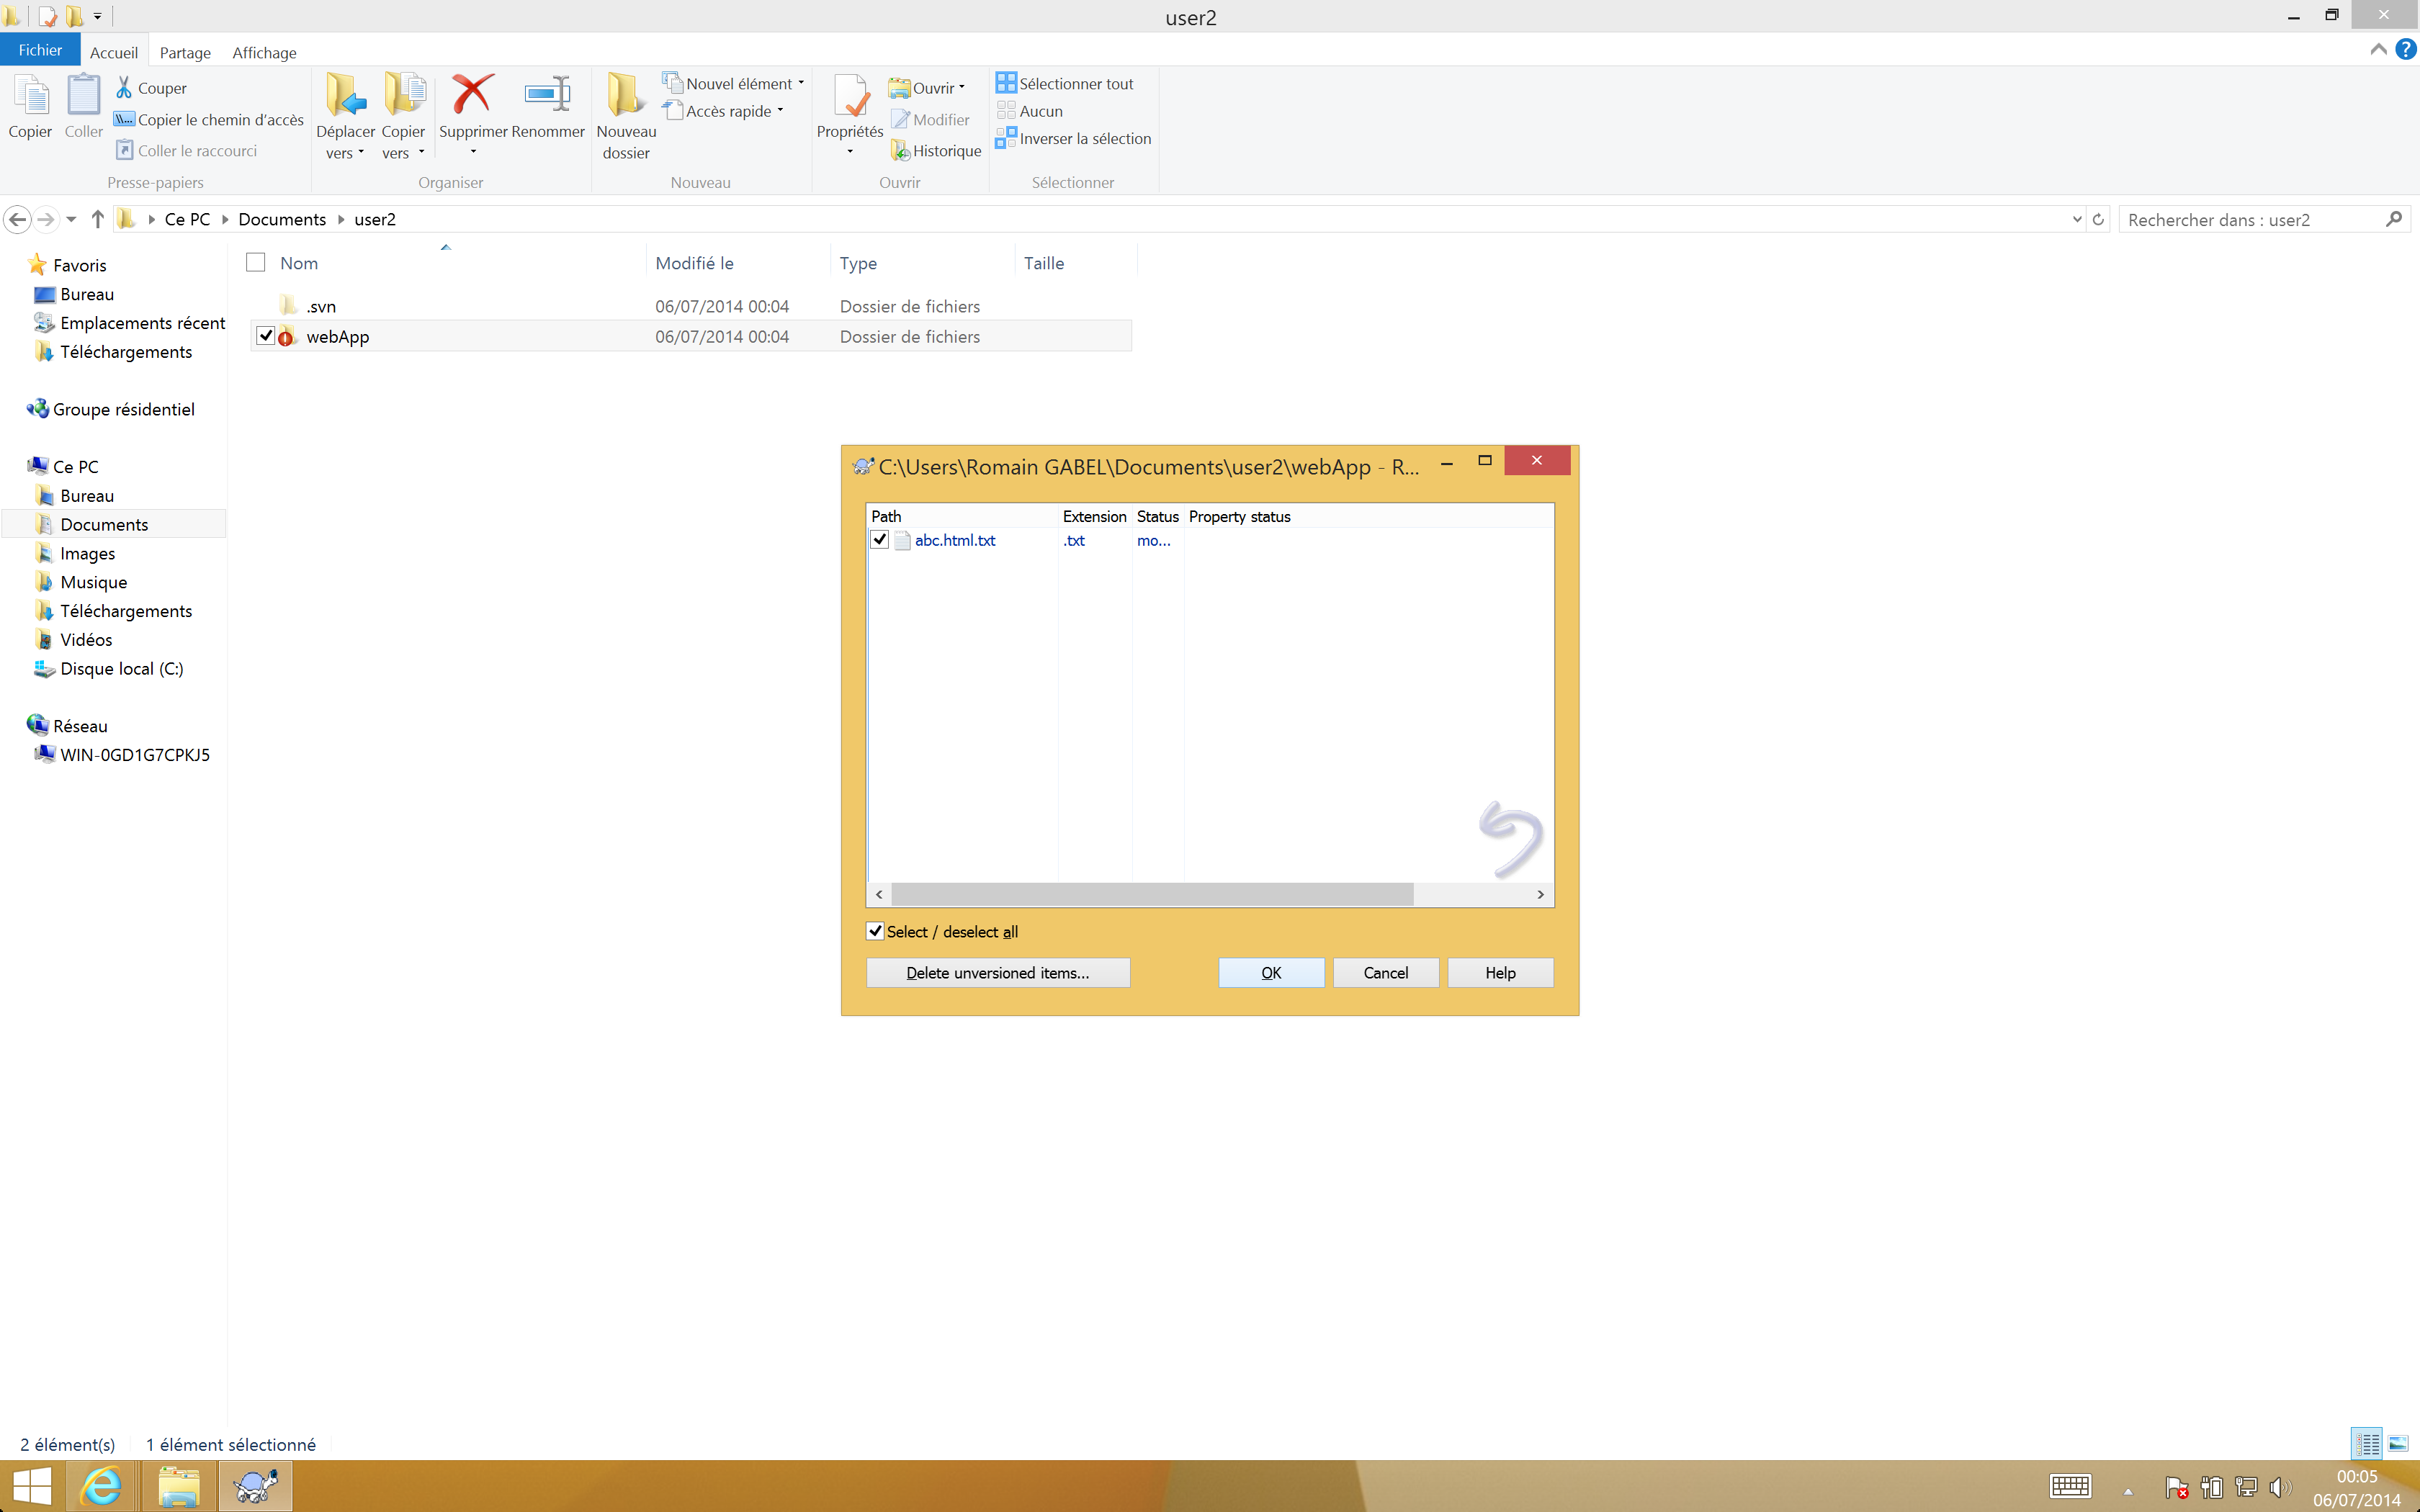 user2
Fichier Accueil Partage Affichage
Copier
Coller
Couper
Copier le chemin d'accès
Coller le raccourci
Presse-papiers
Déplacer vers
Copier vers
Supprimer
Renommer
Organiser
Nouveau dossier
Nouvel élément
Accès rapide
Nouveau
Propriétés
Ouvrir
Modifier
Historique
Ouvrir
Sélectionner tout
Aucun
Inverser la sélection
Sélectionner
Ce PC Documents user2
Rechercher dans : user2
Favoris
Bureau
Emplacements récent
Téléchargements
Groupe résidentiel
Ce PC
Bureau
Documents
Images
Musique
Téléchargements
Vidéos
Disque local (C:)
Réseau
WIN-0GD1G7CPKJ5
Nom Modifié le Type Taille
.svn 06/07/2014 00:04 Dossier de fichiers
webApp 06/07/2014 00:04 Dossier de fichiers
C:\Users\Romain GABEL\Documents\user2\webApp - R...
Path Extension Status Property status
abc.html.txt .txt mo...
Select / deselect all
Delete unversioned items... OK Cancel Help
2 élément(s) 1 élément sélectionné
00:05
06/07/2014